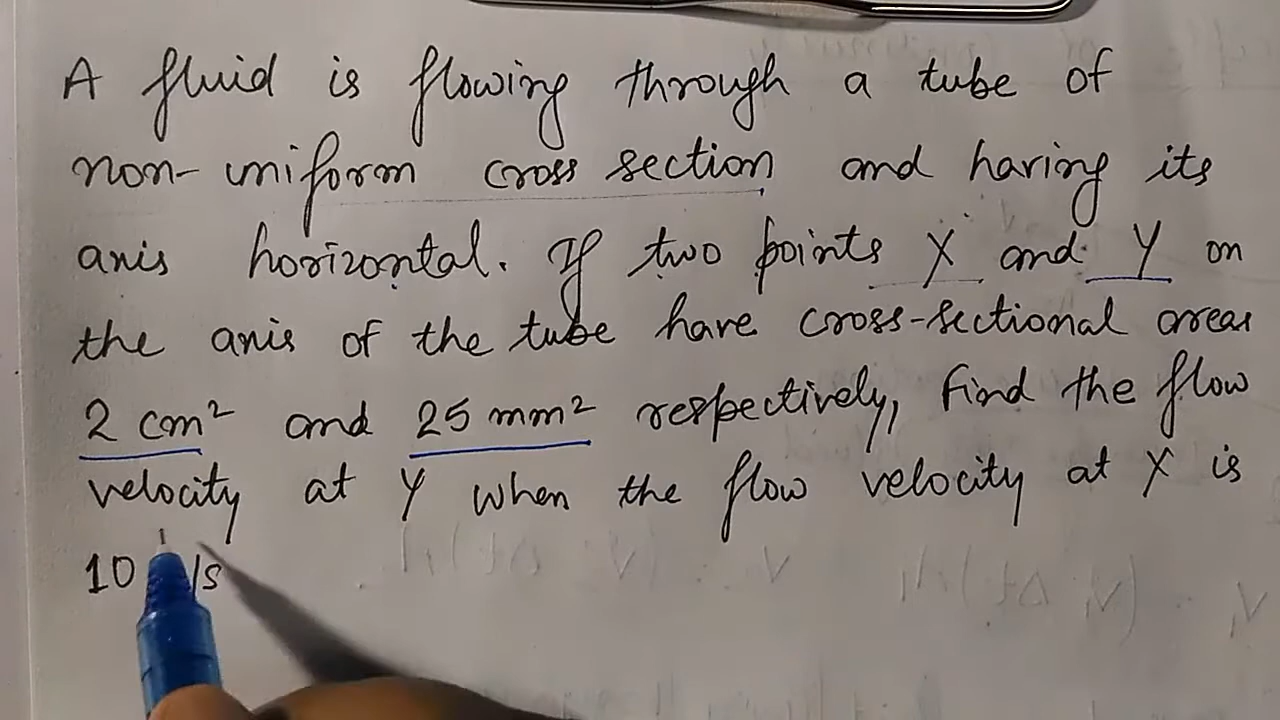 A fluid is flowing through a tube of
non-uniform cross section and having its
axis horizontal. If two points X and Y on
the axis of the tube have cross-sectional areas
2 cm² and 25 mm² respectively, Find the flow
velocity at Y when the flow velocity at X is
10 /s